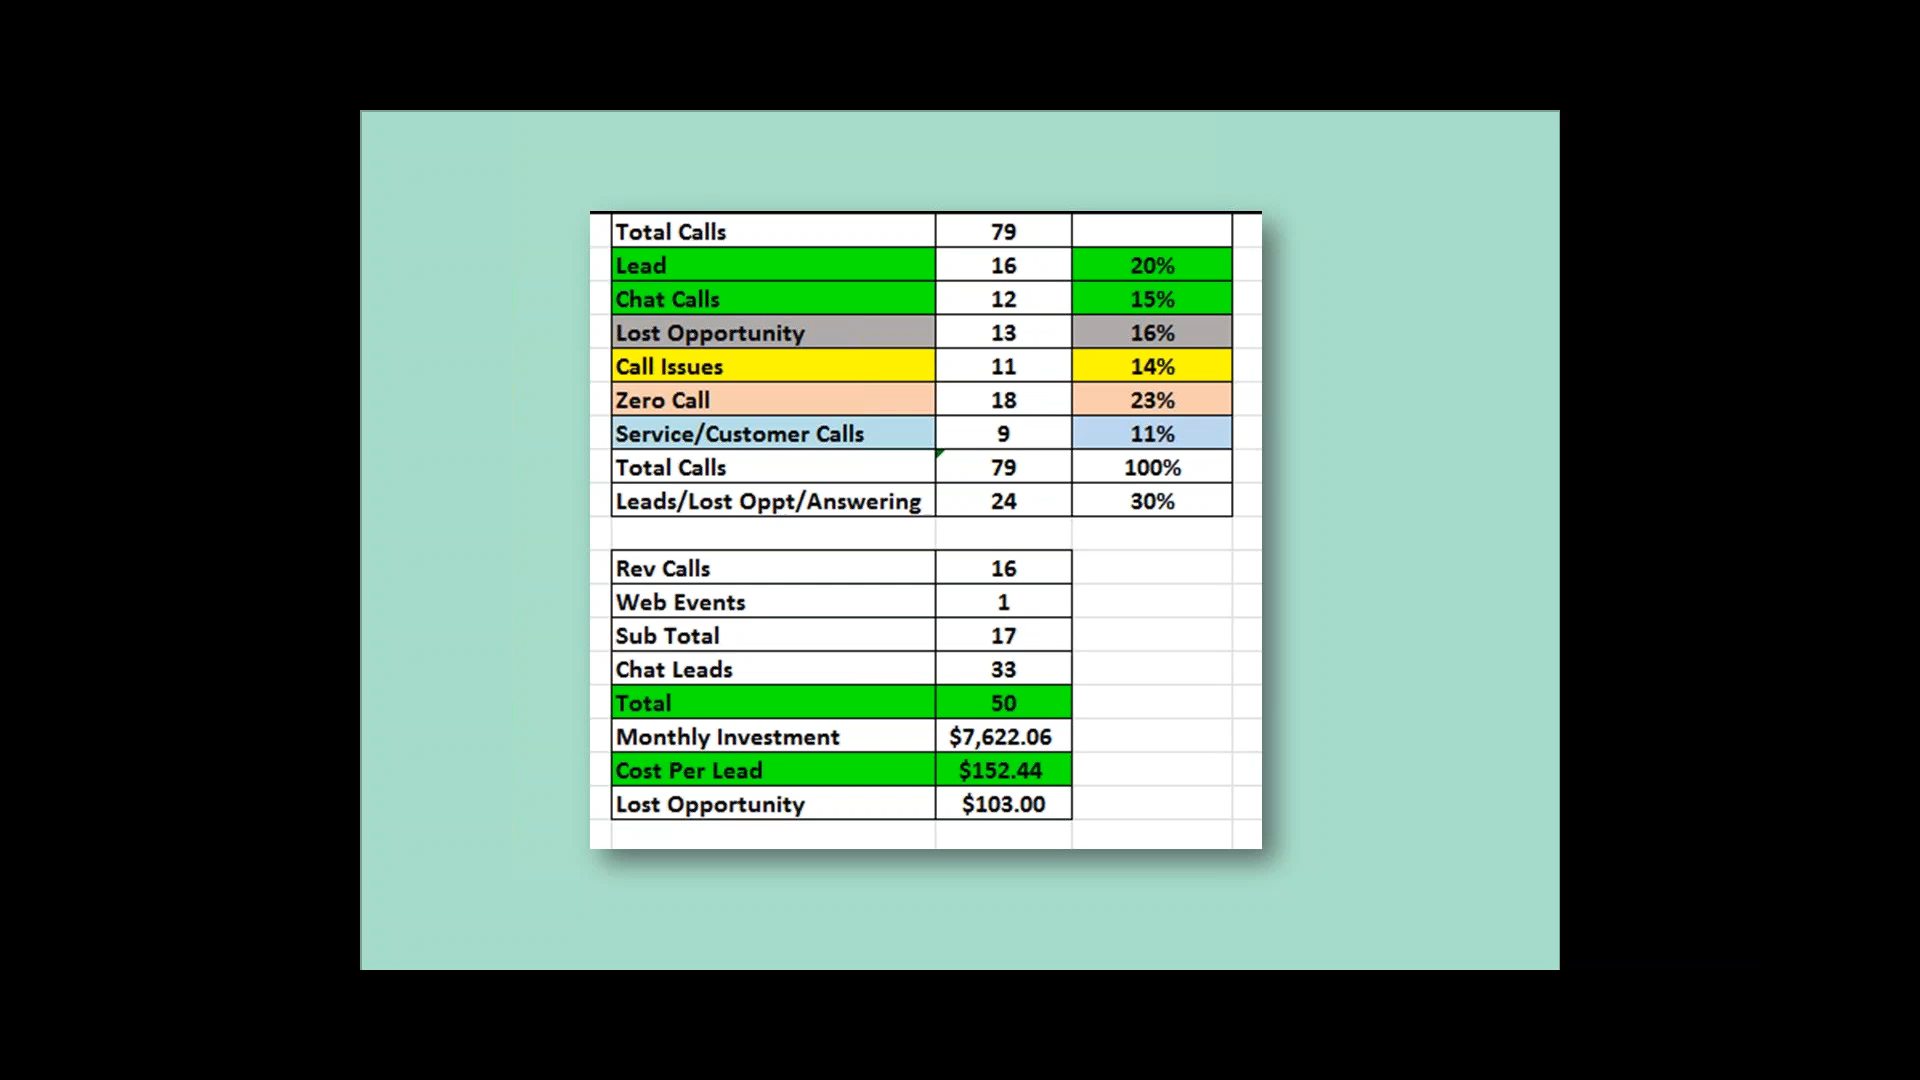 Total Calls 79
Lead 16 20%
Chat Calls 12 15%
Lost Opportunity 13 16%
Call Issues 11 14%
Zero Call 18 23%
Service/Customer Calls 9 11%
Total Calls 79 100%
Leads/Lost Oppt/Answering 24 30%
Rev Calls 16
Web Events 1
Sub Total 17
Chat Leads 33
Total 50
Monthly Investment $7,622.06
Cost Per Lead $152.44
Lost Opportunity $103.00